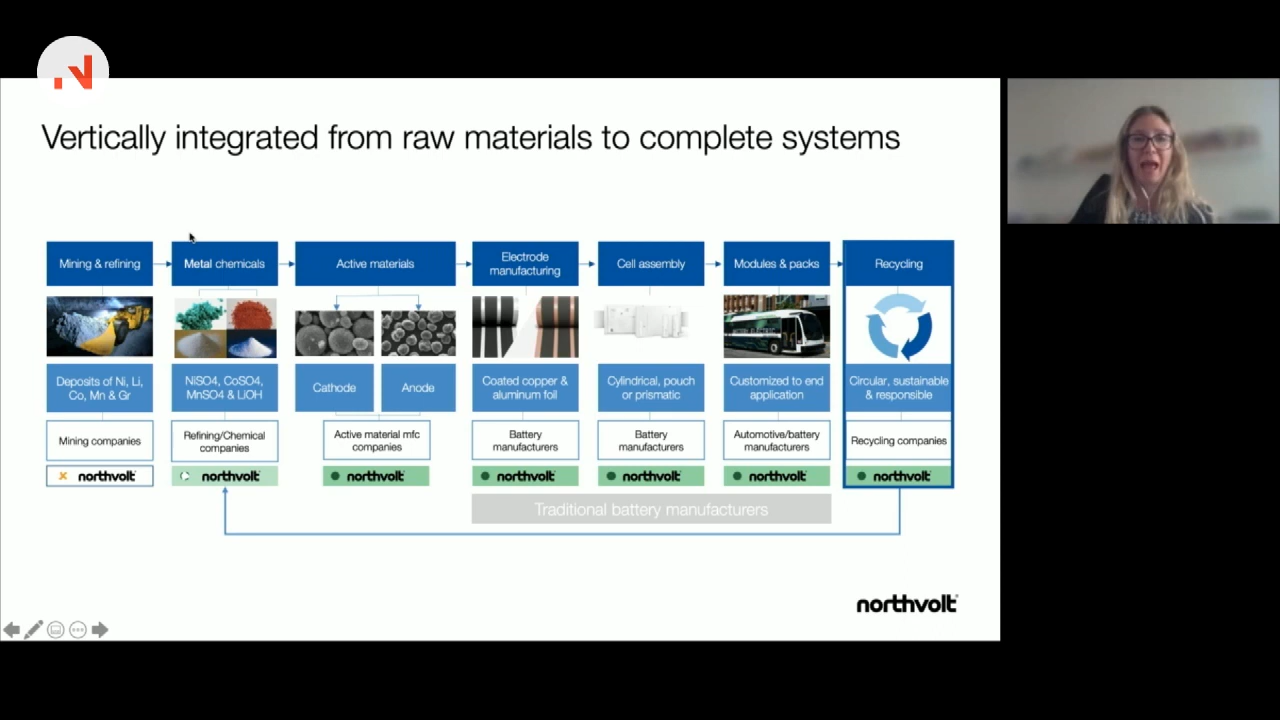 Vertically integrated from raw materials to complete systems
Mining & refining
Metal chemicals
Active materials
Electrode
manufacturing
Cell assembly
Modules & packs
Recycling
Deposits of Ni, Li,
Co, Mn & Gr
NiSO4, CoSO4,
MnSO4 & LiOH
Cathode
Anode
Coated copper &
aluminum foil
Cylindrical, pouch
or prismatic
Customized to end
application
Circular, sustainable
& responsible
Mining companies
Refining/Chemical
companies
Active material mfc
companies
Battery
manufacturers
Battery
manufacturers
Automotive/battery
manufacturers
Recycling companies
northvolt
northvolt
northvolt
northvolt
northvolt
northvolt
northvolt
Traditional battery manufacturers
northvolt